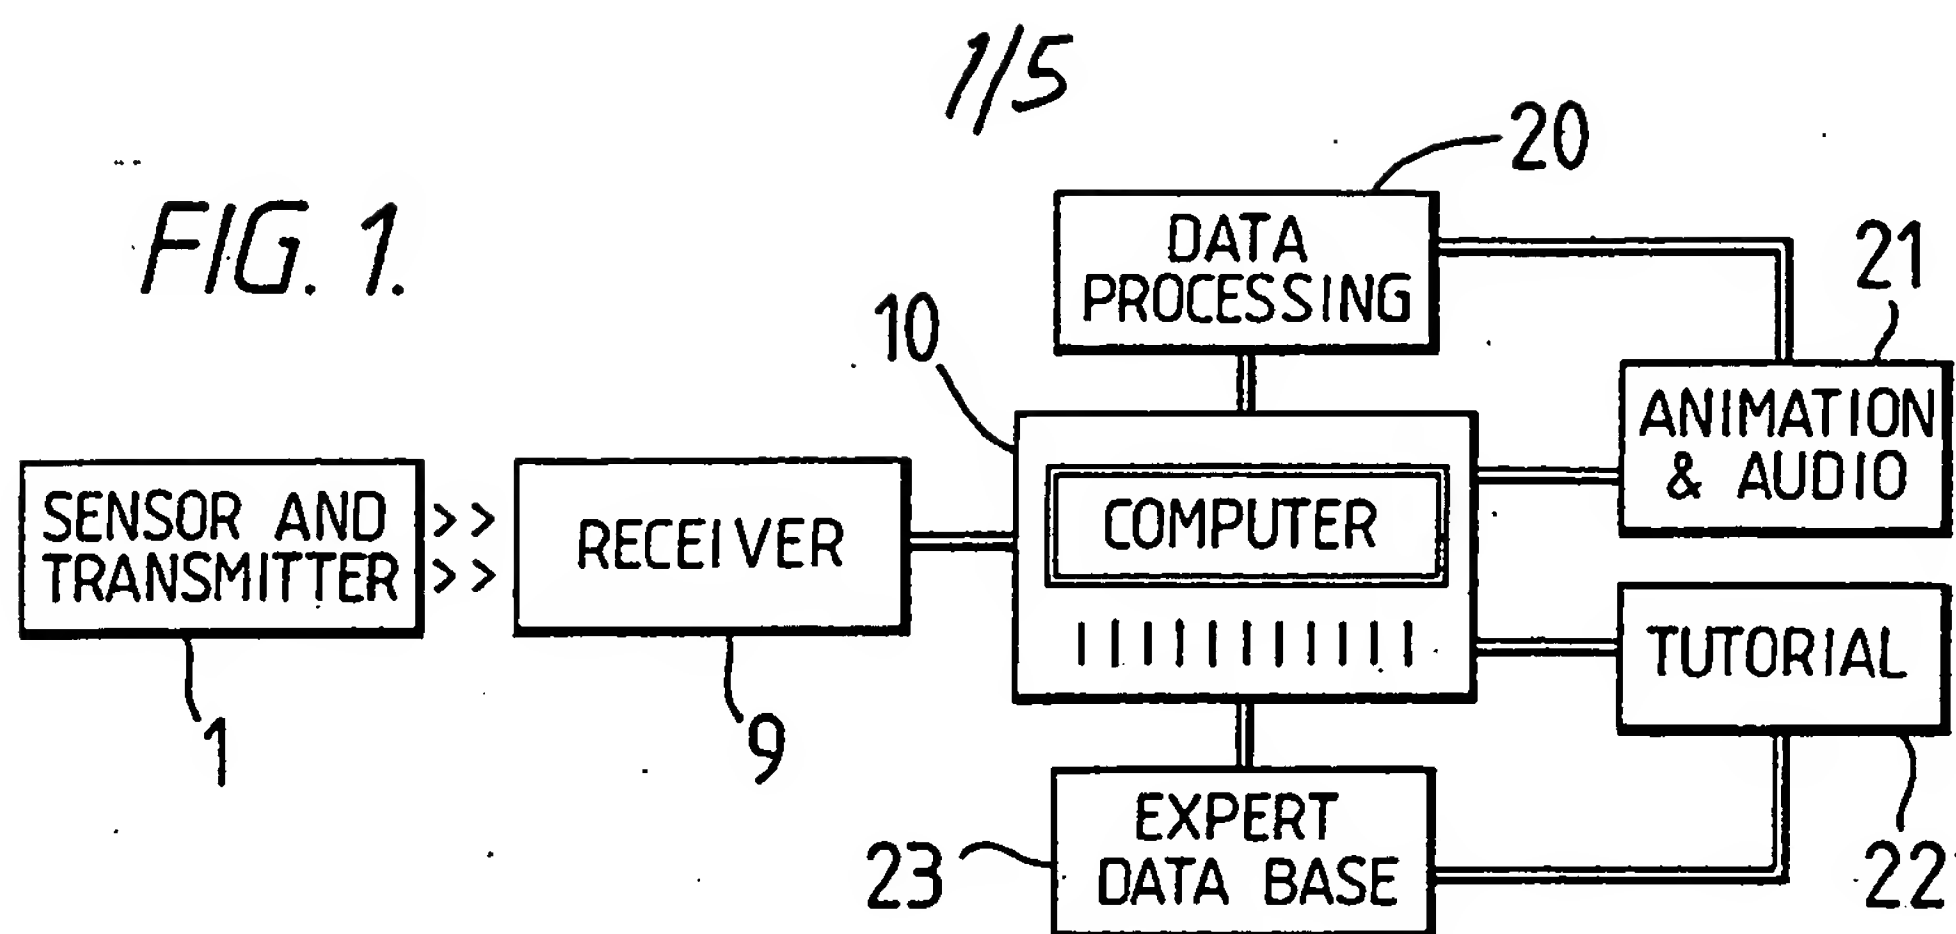 1/5
FIG. 1.
20
DATA
PROCESSING
21
10
ANIMATION
& AUDIO
SENSOR AND
TRANSMITTER
> >
> >
RECEIVER
COMPUTER
TUTORIAL
1
9
EXPERT
DATA BASE
23
22